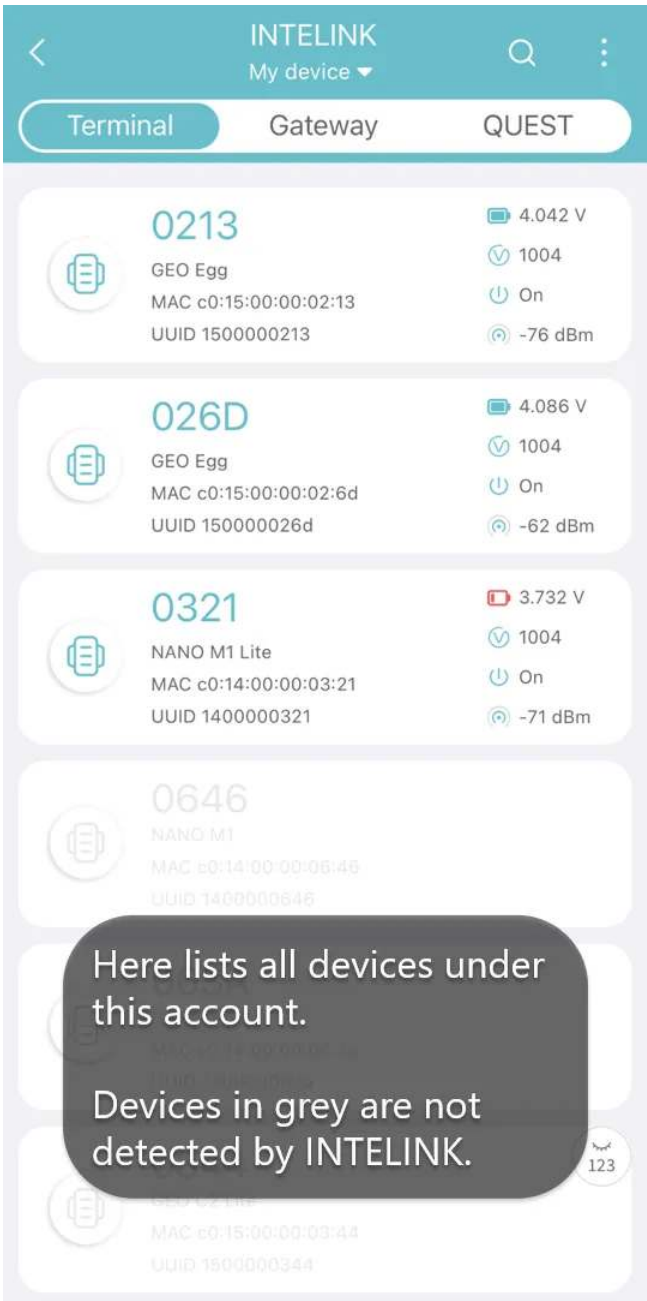 INTELINK
My device
Terminal
Gateway
QUEST
0213
GEO Egg
MAC c0:15:00:00:02:13
UUID 1500000213
4.042 V
1004
On
-76 dBm
026D
GEO Egg
MAC c0:15:00:00:02:6d
UUID 150000026d
4.086 V
1004
On
-62 dBm
0321
NANO M1 Lite
MAC c0:14:00:00:03:21
UUID 1400000321
3.732 V
1004
On
-71 dBm
0646
NANO M1
MAC c0:14:00:00:06:46
UUID 1400000646
Here lists all devices under
this account.
Devices in grey are not
detected by INTELINK.
123
GEO C2 Lite
MAC c0:15:00:00:03:44
UUID 1500000344